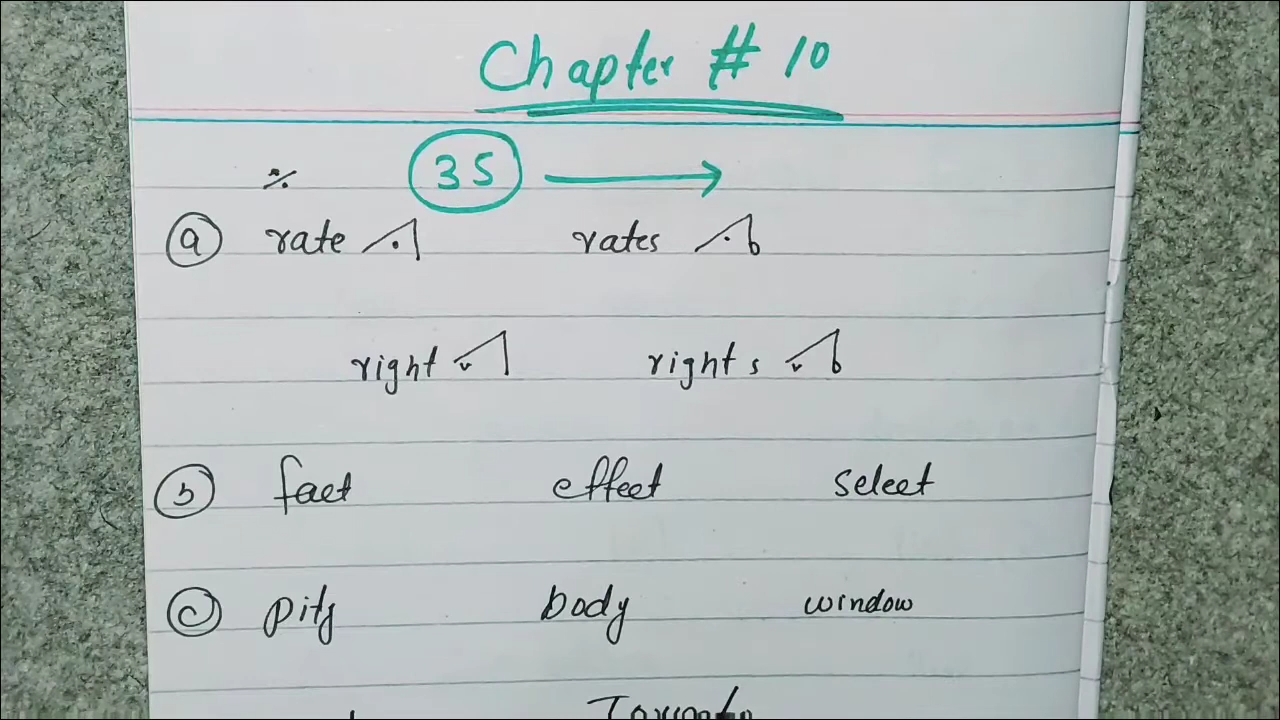 Chapter # 10
35
a rate rates
right rights
b fact effect select
c pity body window